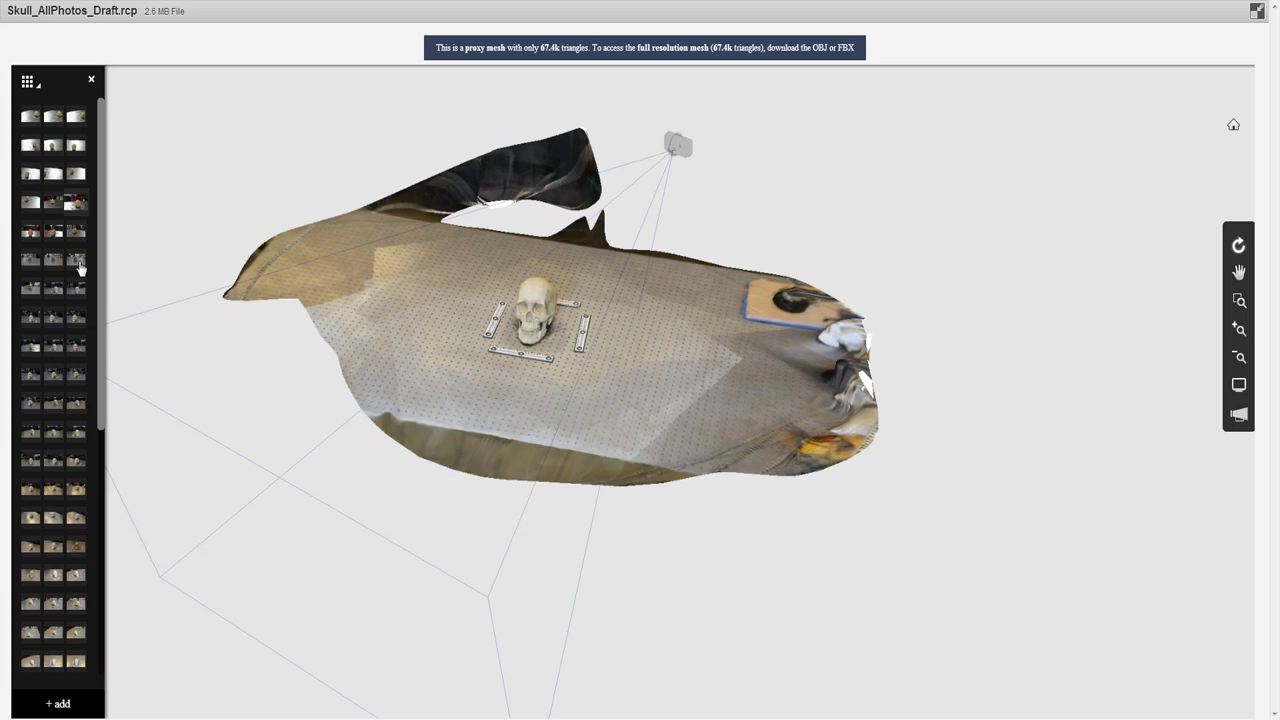 Skull_AllPhotos_Draft.rcp 2.6 MB File
This is a proxy mesh with only 67.4k triangles. To access the full resolution mesh (67.4k triangles), download the OBJ or FBX
+ add